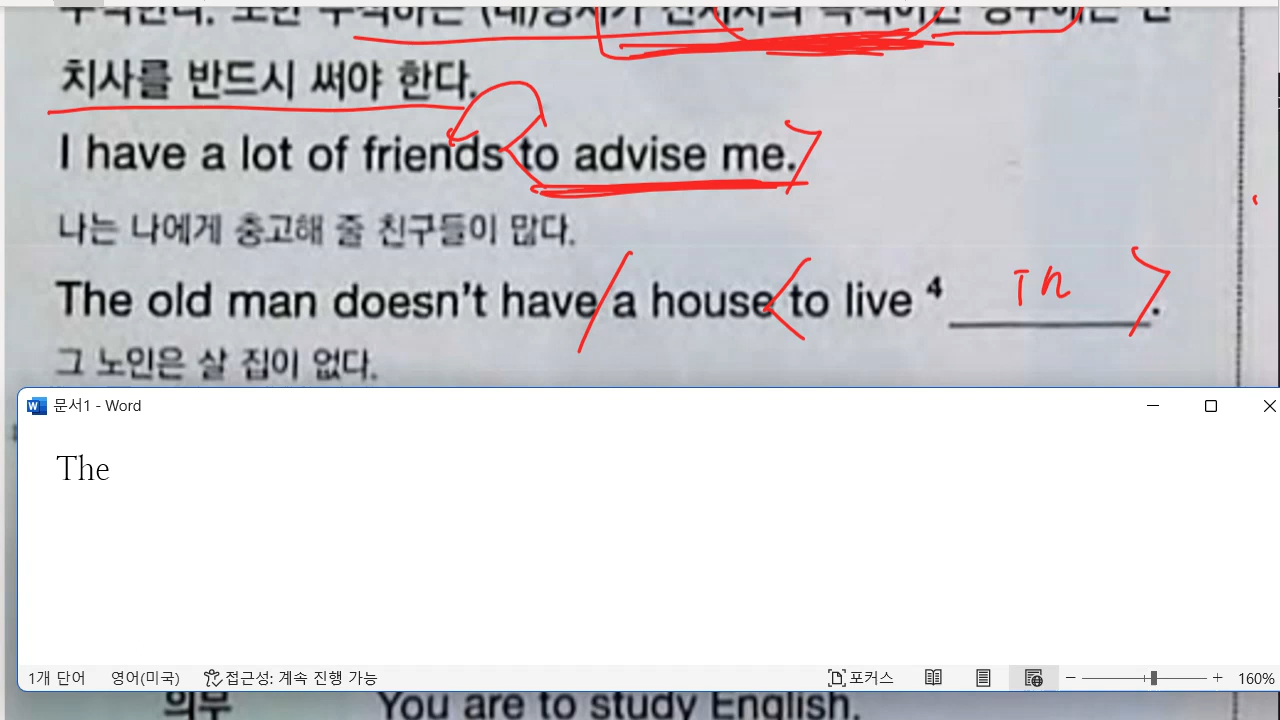 치사를 반드시 써야 한다.
I have a lot of friends to advise me.
나는 나에게 충고해 줄 친구들이 많다.
The old man doesn't have a house to live ⁴ in.
그 노인은 살 집이 없다.
문서1 - Word
The
1개 단어 영어(미국) 접근성: 계속 진행 가능 포커스 160%
의무 You are to study English.